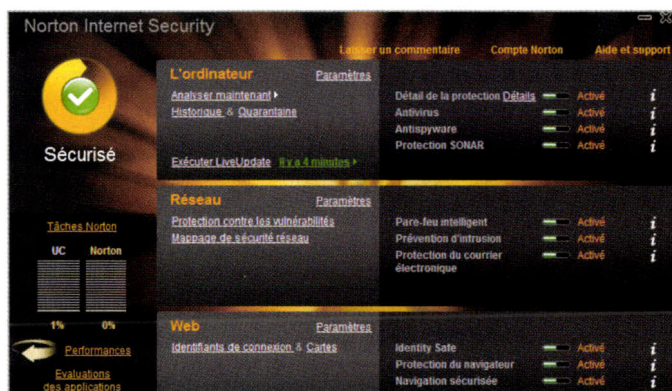 Norton Internet Security
Laisser un commentaire Compte Norton Aide et support
Sécurisé
L'ordinateur Paramètres
Analyser maintenant
Historique & Quarantaine
Exécuter LiveUpdate Il y a 4 minutes
Détail de la protection Détails Activé
Antivirus Activé
Antispyware Activé
Protection SONAR Activé
Réseau Paramètres
Protection contre les vulnérabilités
Mappage de sécurité réseau
Pare-feu intelligent Activé
Prévention d'intrusion Activé
Protection du courrier Activé
électronique
Tâches Norton
UC Norton
1% 0%
Performances
Evaluations
des applications
Web Paramètres
Identifiants de connexion & Cartes
Identity Safe Activé
Protection du navigateur Activé
Navigation sécurisée Activé